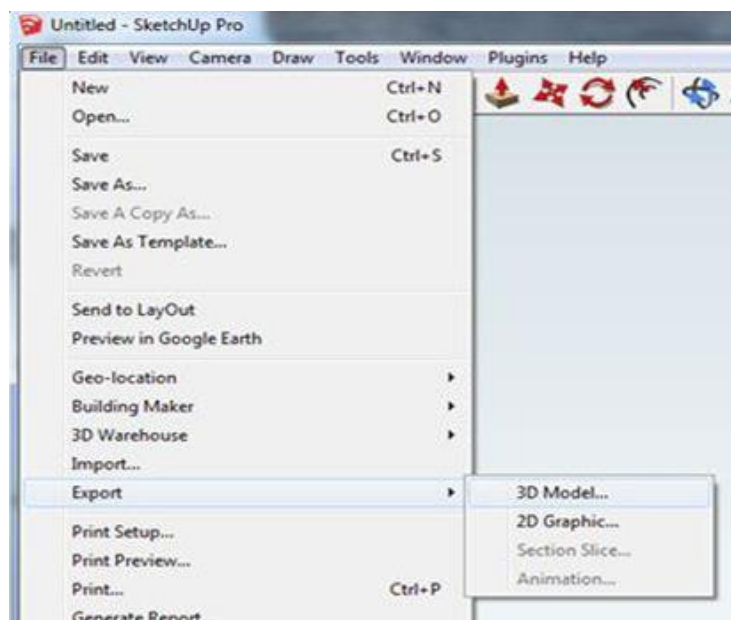 Untitled - SketchUp Pro
File Edit View Camera Draw Tools Window Plugins Help
New Ctrl+N
Open... Ctrl+O
Save Ctrl+S
Save As...
Save A Copy As...
Save As Template...
Revert
Send to LayOut
Preview in Google Earth
Geo-location
Building Maker
3D Warehouse
Import...
Export
3D Model...
2D Graphic...
Section Slice...
Animation...
Print Setup...
Print Preview...
Print... Ctrl+P
Generate Report